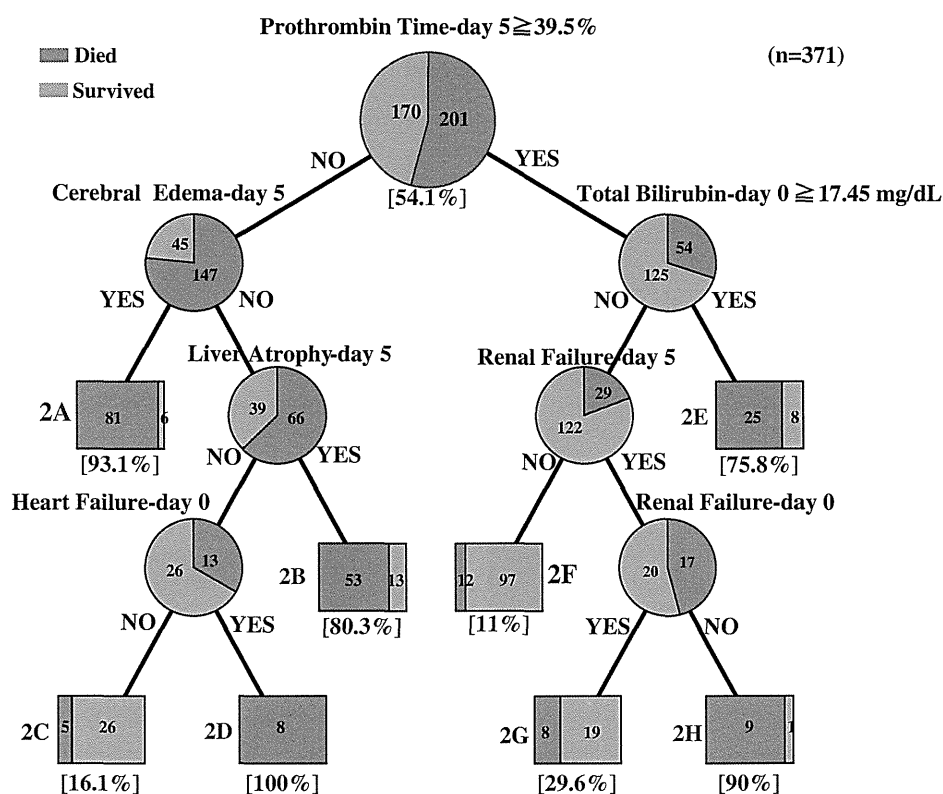 Prothrombin Time-day 5≧39.5%
Died
Survived
(n=371)
170
201
NO
YES
[54.1%]
Cerebral Edema-day 5
Total Bilirubin-day 0 ≧ 17.45 mg/dL
45
147
54
125
YES
NO
NO
YES
Liver Atrophy-day 5
Renal Failure-day 5
2A
81
6
[93.1%]
39
66
29
122
2E
25
8
[75.8%]
NO
YES
NO
YES
Heart Failure-day 0
Renal Failure-day 0
26
13
2B
53
13
[80.3%]
12
97
2F
[11%]
20
17
NO
YES
YES
NO
2C
5
26
[16.1%]
2D
8
[100%]
2G
8
19
[29.6%]
2H
9
1
[90%]